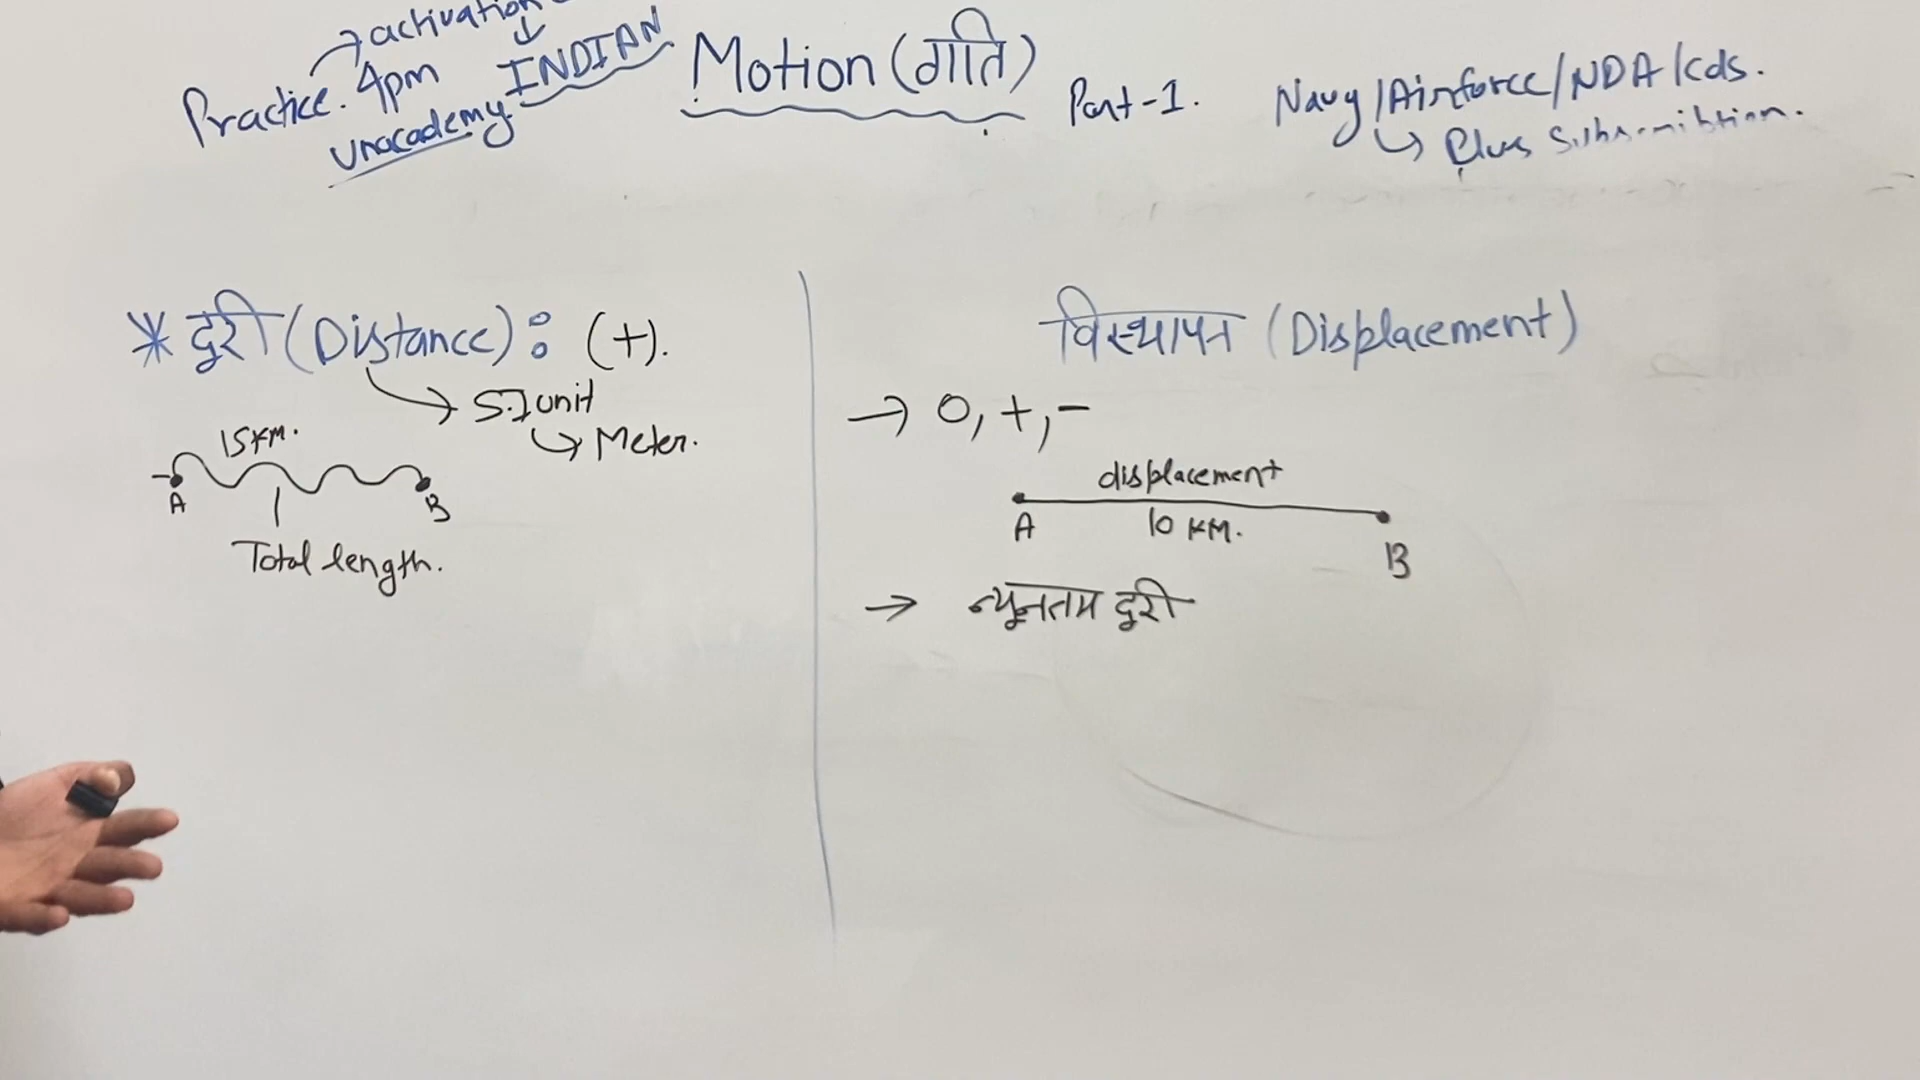 → activation
Practice. 4pm
↓
INDIAN
unacademy.
Motion (गति)
Part-1.
Navy/Airforce/NDA/cds.
↳ Plus
* दुरी (Distance): (+).
→ S.I unit
↳ Meter.
15KM.
A
B
Total length.
विस्थापन (Displacement)
→ 0, +, -
displacement
A
10 KM.
B
→ न्यूनतम दुरी